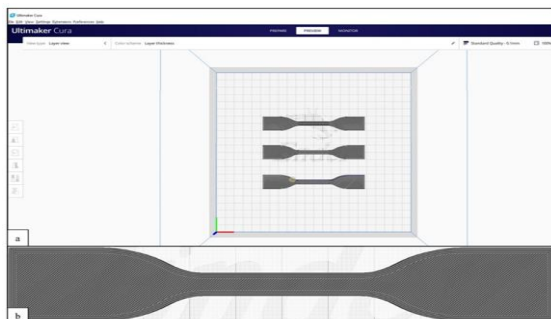 Ultimaker Cura
File Edit View Settings Extensions Preferences Help
Ultimaker Cura
PREPARE PREVIEW MONITOR
View type Layer view
Color scheme Layer thickness
Standard Quality - 0.1mm
100%
a
b